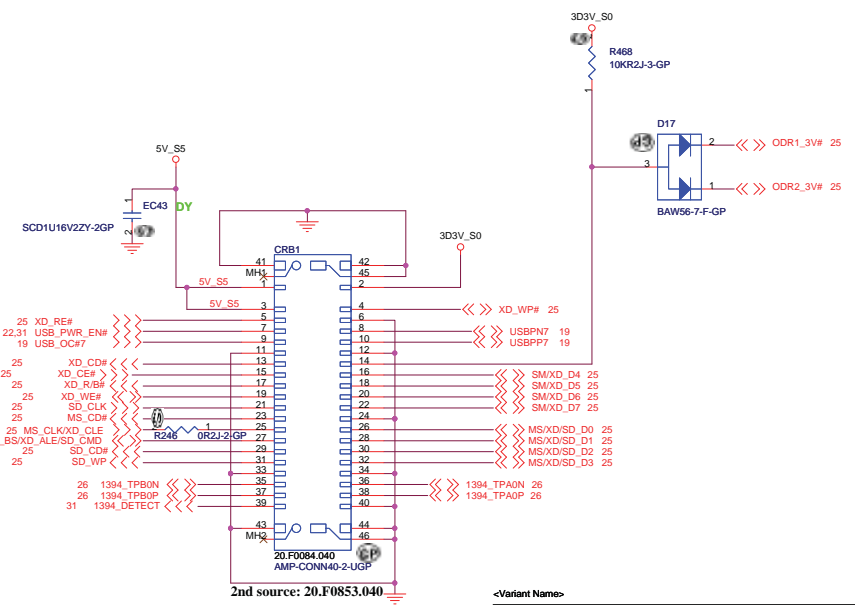 3D3V_S0
R468
10KR2J-3-GP
1
D17
3
2
ODR1_3V# 25
1
ODR2_3V# 25
BAW56-7-F-GP
5V_S5
1
EC43
DY
SCD1U16V2ZY-2GP
2
3D3V_S0
CRB1
41
42
MH1
45
5V_S5
1
2
5V_S5
3
4
XD_WP# 25
25 XD_RE#
5
6
22,31 USB_PWR_EN#
7
8
USBPN7 19
19 USB_OC#7
9
10
USBPP7 19
11
12
25 XD_CD#
13
14
25 XD_CE#
15
16
SM/XD_D4 25
25 XD_R/B#
17
18
SM/XD_D5 25
25 XD_WE#
19
20
SM/XD_D6 25
25 SD_CLK
21
22
SM/XD_D7 25
25 MS_CD#
23
24
25 MS_CLK/XD_CLE
1
25
26
MS/XD/SD_D0 25
R246
0R2J-2-GP
_BS/XD_ALE/SD_CMD
27
28
MS/XD/SD_D1 25
25 SD_CD#
29
30
MS/XD/SD_D2 25
25 SD_WP
31
32
MS/XD/SD_D3 25
33
34
26 1394_TPB0N
35
36
1394_TPA0N 26
26 1394_TPB0P
37
38
1394_TPA0P 26
31 1394_DETECT
39
40
43
44
MH2
46
20.F0084.040
AMP-CONN40-2-UGP
2nd source: 20.F0853.040
<Variant Name>